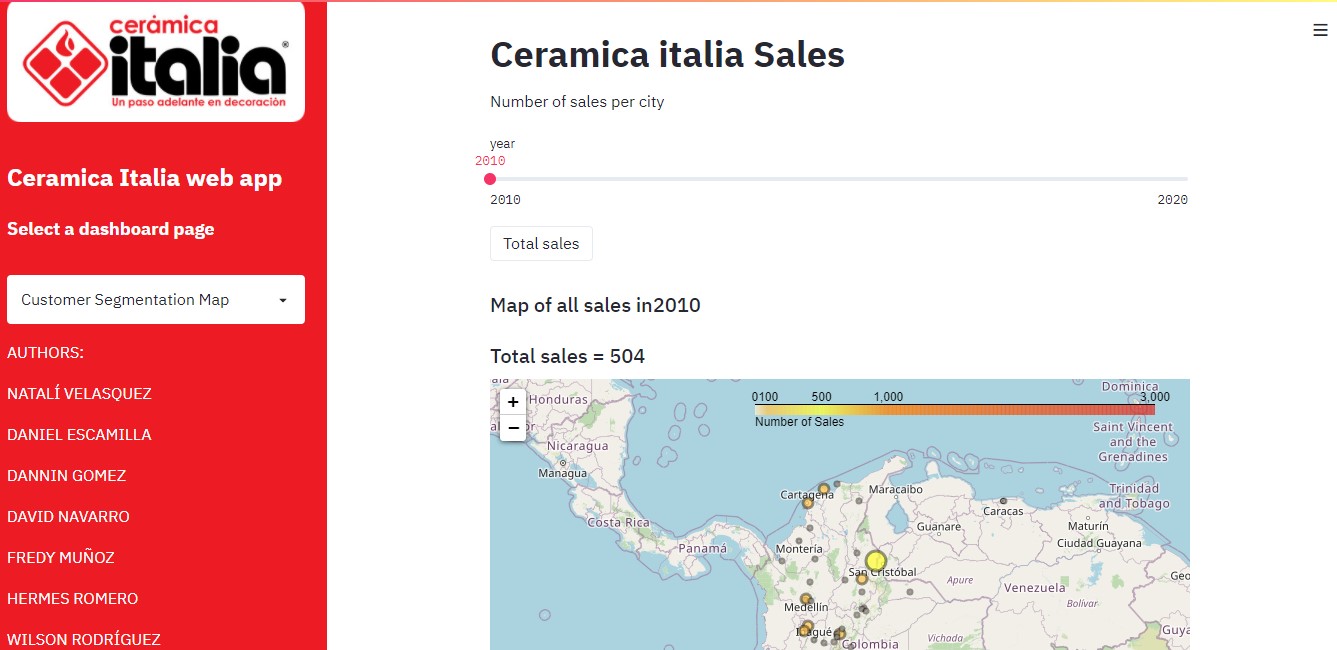 cerámica
italia®
Un paso adelante en decoración
Ceramica Italia web app
Select a dashboard page
Customer Segmentation Map
AUTHORS:
NATALÍ VELASQUEZ
DANIEL ESCAMILLA
DANNIN GOMEZ
DAVID NAVARRO
FREDY MUÑOZ
HERMES ROMERO
WILSON RODRÍGUEZ
Ceramica italia Sales
Number of sales per city
year
2010
2010 2020
Total sales
Map of all sales in2010
Total sales = 504
+
−
0100 500 1,000 3,000
Number of Sales
Honduras
Nicaragua
Managua
Costa Rica
Panamá
Dominica
Saint Vincent
and the
Grenadines
Trinidad
and Tobago
Cartagena
Maracaibo
Caracas
Guanare
Maturín
Ciudad Guayana
Montería
San Cristóbal
Apure
Venezuela
Bolívar
Medellín
Ibagué
Colombia
Vichada
Geo
Guya